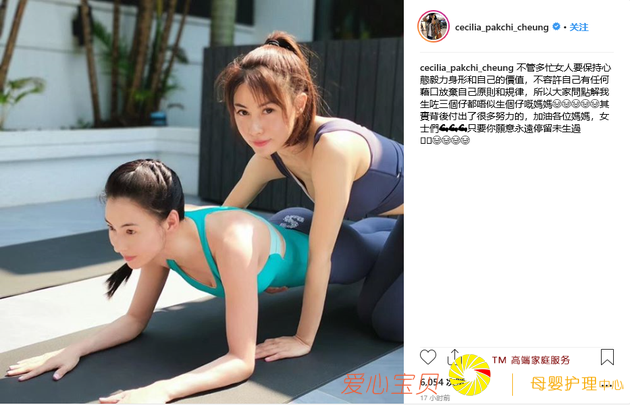 cecilia_pakchi_cheung • 关注
cecilia_pakchi_cheung 不管多忙女人要保持心
態毅力身形和自己的價值，不容許自己有任何
藉口放棄自己原則和規律，所以大家問點解我
生咗三個仔都唔似生個仔嘅媽媽😂😂😂😂😂其
實背後付出了很多努力的，加油各位媽媽，女
士們💪💪💪只要你願意永遠停留未生過
S
TM 高端家庭服务
6,054 次
爱心宝贝
母婴护理中心
17 小时前